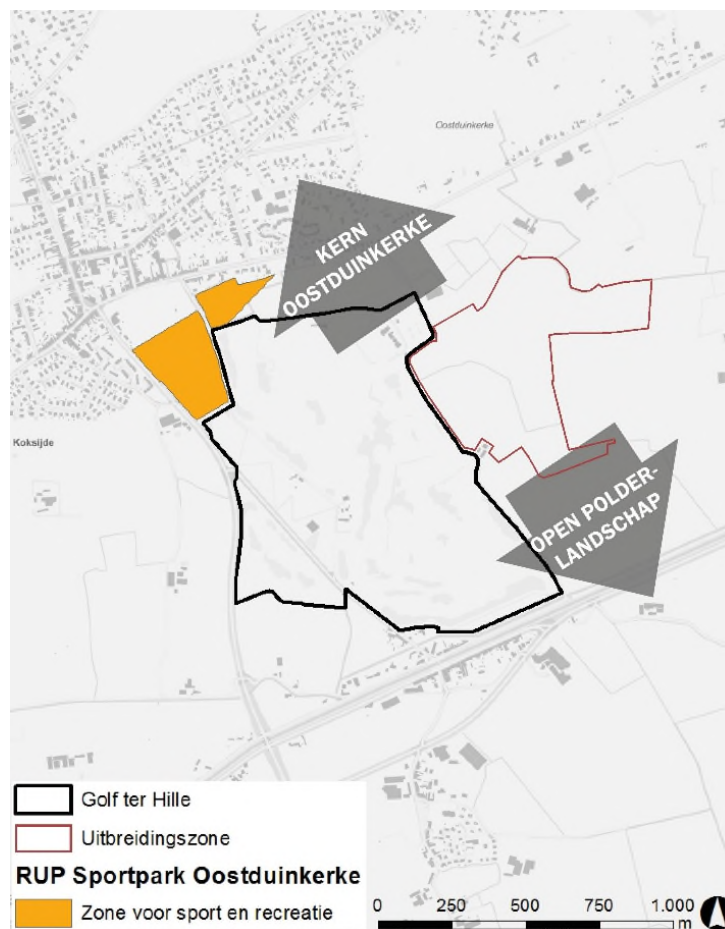 Oostduinkerke
KERN
OOSTDUINKERKE
Koksijde
OPEN POLDER-
LANDSCHAP
Golf ter Hille
Uitbreidingszone
RUP Sportpark Oostduinkerke
Zone voor sport en recreatie
0 250 500 750 1.000
m